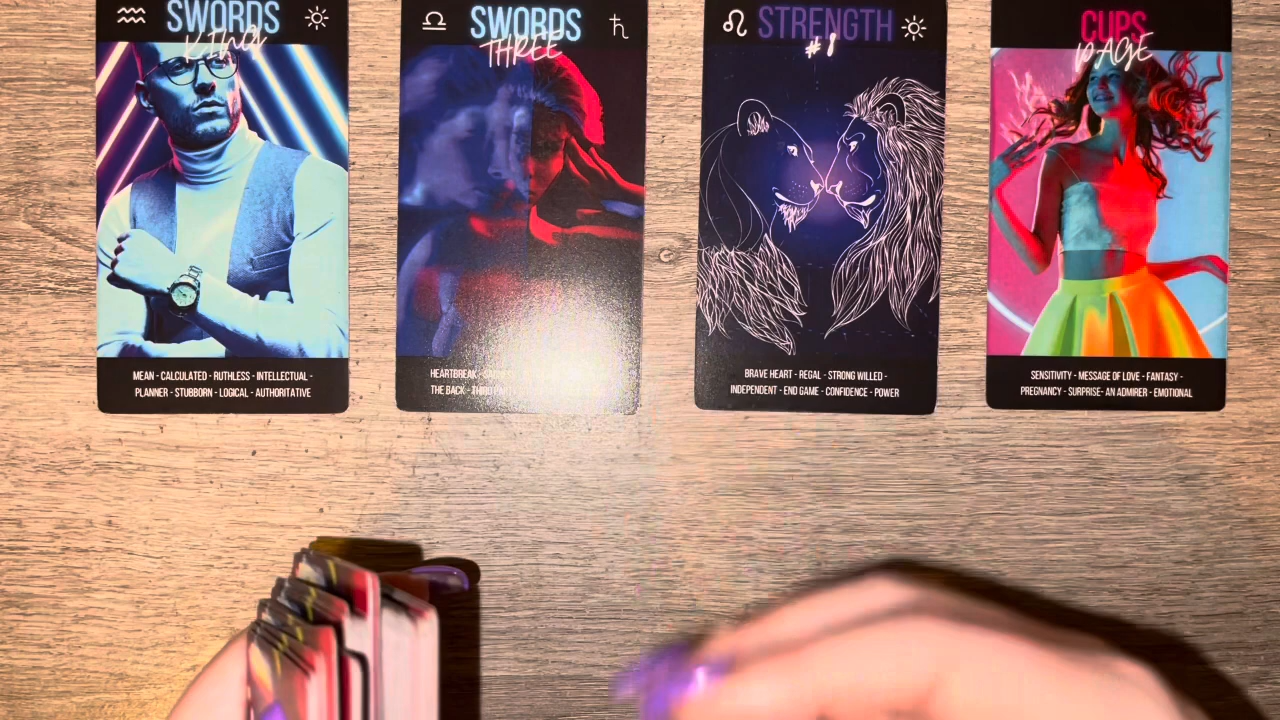 SWORDS
King
MEAN - CALCULATED - RUTHLESS - INTELLECTUAL -
PLANNER - STUBBORN - LOGICAL - AUTHORITATIVE
SWORDS
THREE
HEARTBREAK -
THE BACK -
STRENGTH
BRAVE HEART - REGAL - STRONG WILLED -
INDEPENDENT - END GAME - CONFIDENCE - POWER
CUPS
PAGE
SENSITIVITY - MESSAGE OF LOVE - FANTASY -
PREGNANCY - SURPRISE- AN ADMIRER - EMOTIONAL